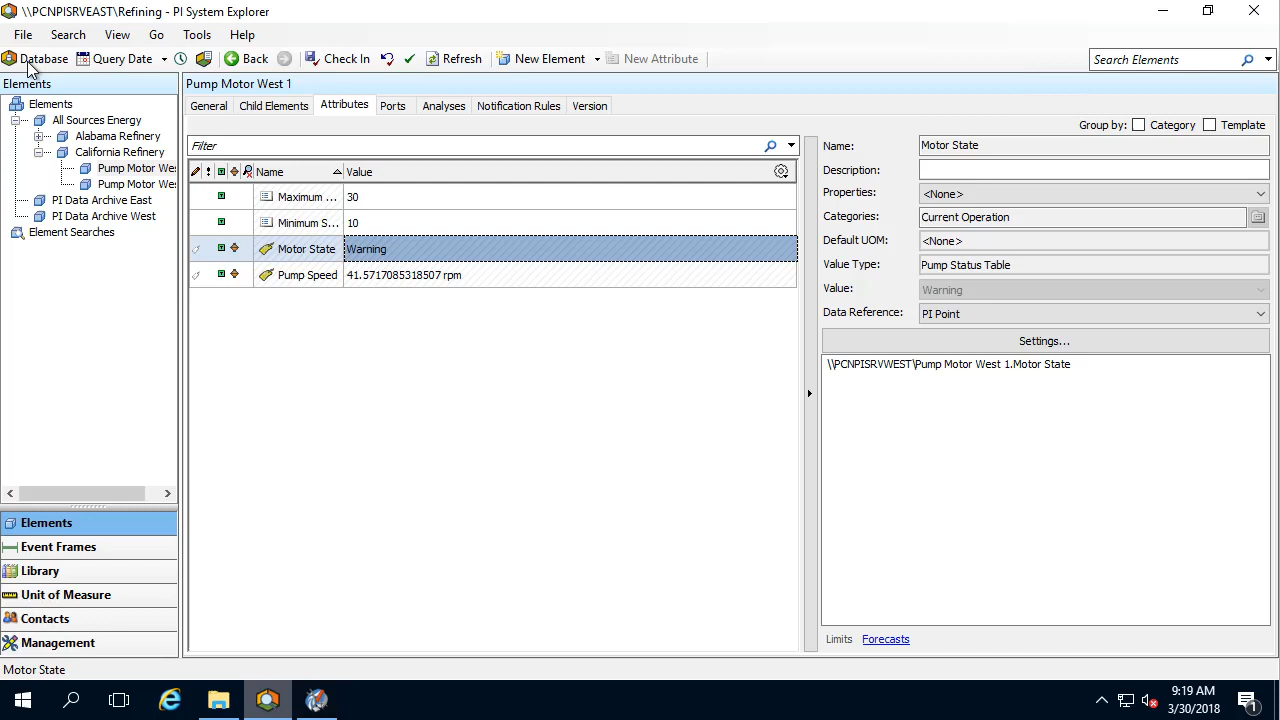 \\PCNPISRVEAST\Refining - PI System Explorer
File Search View Go Tools Help
Database Query Date Back Check In Refresh New Element New Attribute Search Elements
Elements
Elements
All Sources Energy
Alabama Refinery
California Refinery
Pump Motor We
Pump Motor We
PI Data Archive East
PI Data Archive West
Element Searches
Elements
Event Frames
Library
Unit of Measure
Contacts
Management
Pump Motor West 1
General Child Elements Attributes Ports Analyses Notification Rules Version
Group by: Category Template
Filter
Name Value
Maximum ... 30
Minimum S... 10
Motor State Warning
Pump Speed 41.5717085318507 rpm
Name: Motor State
Description:
Properties: <None>
Categories: Current Operation
Default UOM: <None>
Value Type: Pump Status Table
Value: Warning
Data Reference: PI Point
Settings...
\\PCNPISRVWEST\Pump Motor West 1.Motor State
Limits Forecasts
Motor State
9:19 AM
3/30/2018
1